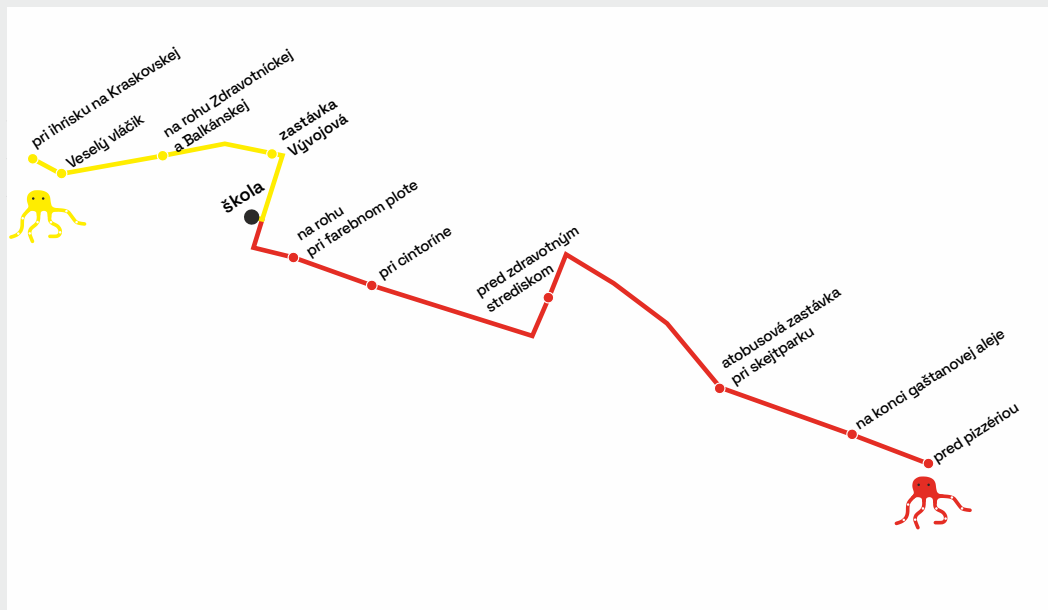 pri ihrisku na Kraskovskej
Veselý vláčik
na rohu Zdravotníckej
a Balkánskej
zastávka
Vývojová
škola
na rohu
pri farebnom plote
pri cintoríne
pred zdravotným
strediskom
atobusová zastávka
pri skejtparku
na konci gaštanovej aleje
pred pizzériou